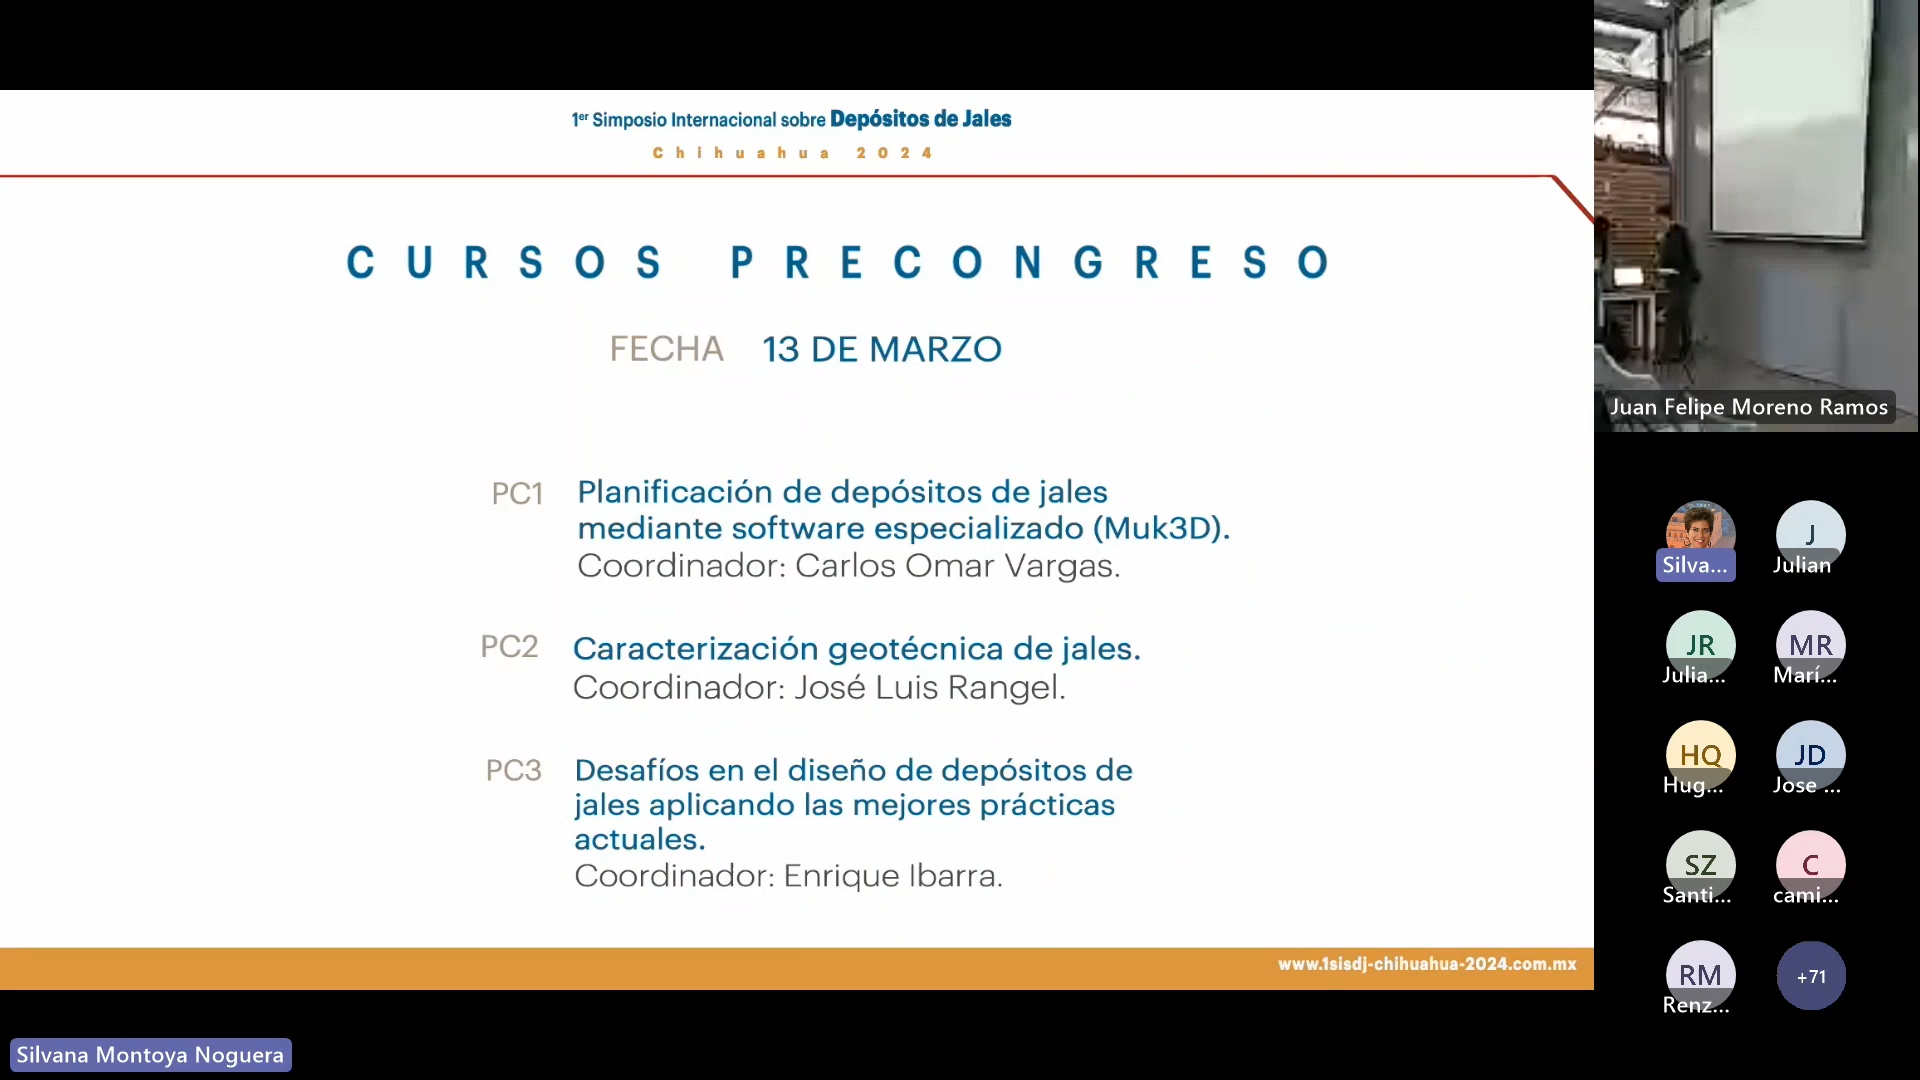 1er Simposio Internacional sobre Depósitos de Jales
Chihuahua 2024
CURSOS PRECONGRESO
FECHA 13 DE MARZO
PC1 Planificación de depósitos de jales
mediante software especializado (Muk3D).
Coordinador: Carlos Omar Vargas.
PC2 Caracterización geotécnica de jales.
Coordinador: José Luis Rangel.
PC3 Desafíos en el diseño de depósitos de
jales aplicando las mejores prácticas
actuales.
Coordinador: Enrique Ibarra.
www.1sisdj-chihuahua-2024.com.mx
Silvana Montoya Noguera
Juan Felipe Moreno Ramos
Silva...
J
Julian
JR
Julia...
MR
Marí...
HQ
Hug...
JD
Jose ...
SZ
Santi...
C
cami...
RM
Renz...
+71